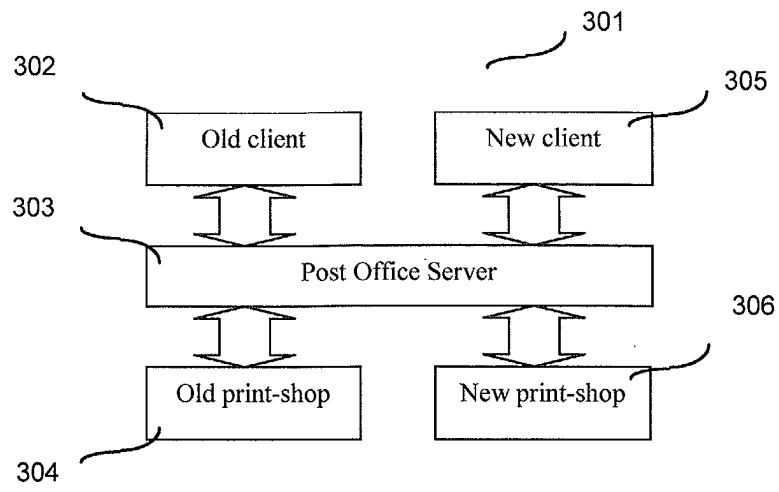 301
302
305
Old client
New client
303
Post Office Server
306
Old print-shop
New print-shop
304